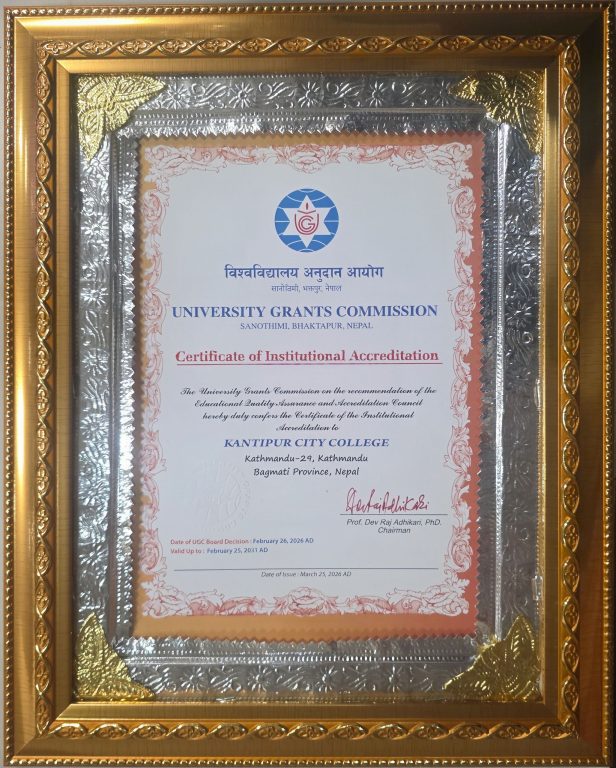 विश्वविद्यालय अनुदान आयोग
सानोठिमी, भक्तपुर, नेपाल
UNIVERSITY GRANTS COMMISSION
SANOTHIMI, BHAKTAPUR, NEPAL
Certificate of Institutional Accreditation
The University Grants Commission on the recommendation of the
Educational Quality Assurance and Accreditation Council
hereby duly confers the Certificate of the Institutional
Accreditation to
KANTIPUR CITY COLLEGE
Kathmandu-29, Kathmandu
Bagmati Province, Nepal
Prof. Dev Raj Adhikari, PhD.
Chairman
Date of UGC Board Decision : February 26, 2026 AD
Valid Up to : February 25, 2031 AD
Date of Issue : March 25, 2026 AD